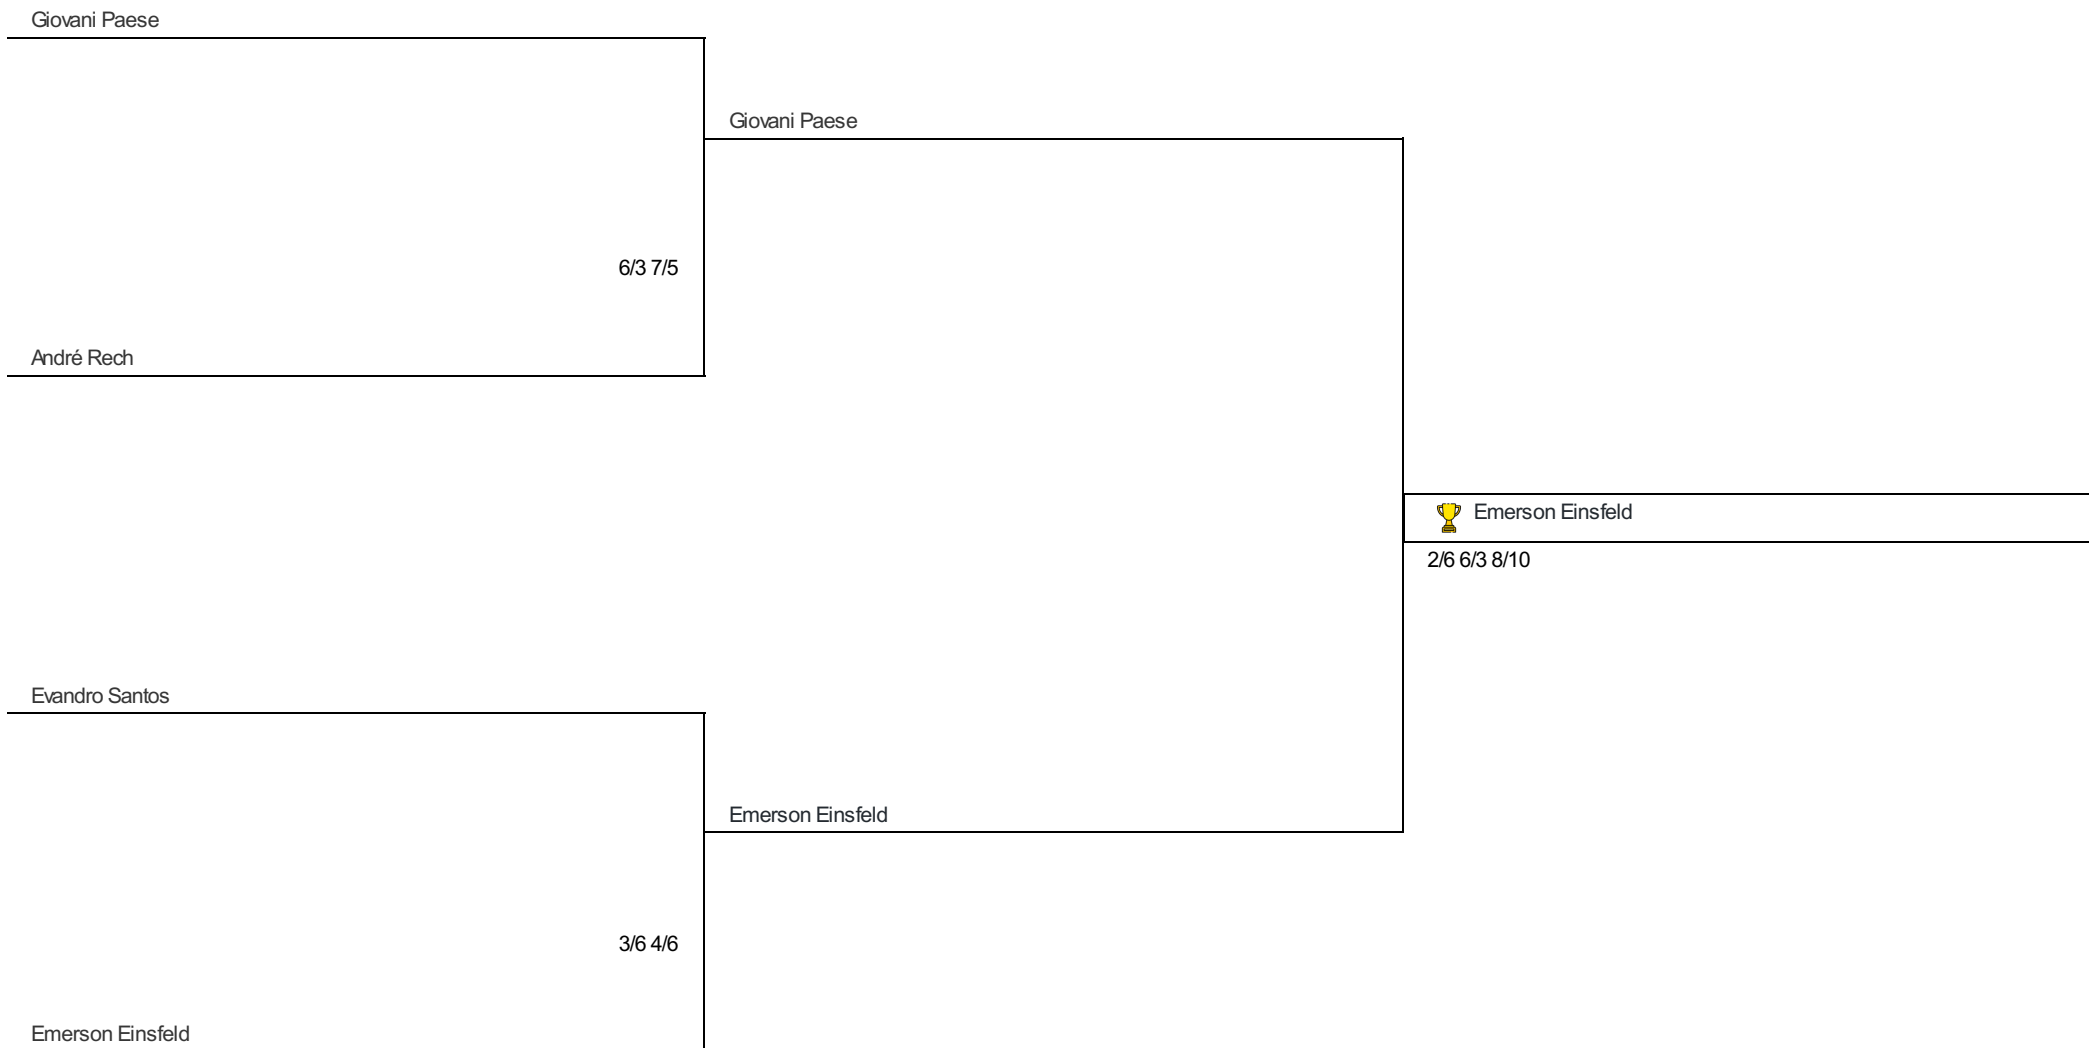 Giovani Paese
Giovani Paese
6/3 7/5
André Rech
Emerson Einsfeld
2/6 6/3 8/10
Evandro Santos
Emerson Einsfeld
3/6 4/6
Emerson Einsfeld